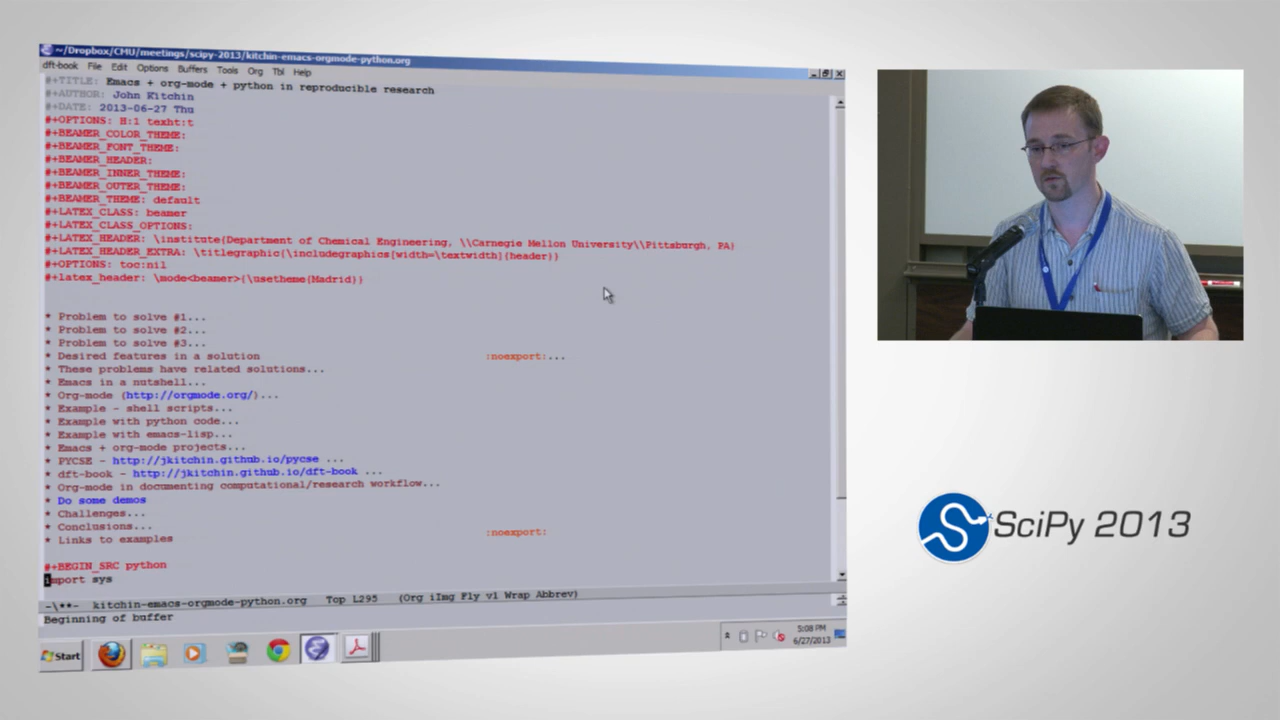 ~/Dropbox/CMU/meetings/scipy-2013/kitchin-emacs-orgmode-python.org
dft-book File Edit Options Buffers Tools Org Tbl Help
#+TITLE: Emacs + org-mode + python in reproducible research
#+AUTHOR: John Kitchin
#+DATE: 2013-06-27 Thu
#+OPTIONS: H:1 texht:t
#+BEAMER_COLOR_THEME:
#+BEAMER_FONT_THEME:
#+BEAMER_HEADER:
#+BEAMER_INNER_THEME:
#+BEAMER_OUTER_THEME:
#+BEAMER_THEME: default
#+LATEX_CLASS: beamer
#+LATEX_CLASS_OPTIONS:
#+LATEX_HEADER: \institute{Department of Chemical Engineering, \\Carnegie Mellon University\\Pittsburgh, PA}
#+LATEX_HEADER_EXTRA: \titlegraphic{\includegraphics[width=\textwidth]{header}}
#+OPTIONS: toc:nil
#+latex_header: \mode<beamer>{\usetheme{Madrid}}
* Problem to solve #1...
* Problem to solve #2...
* Problem to solve #3...
* Desired features in a solution :noexport:...
* These problems have related solutions...
* Emacs in a nutshell...
* Org-mode (http://orgmode.org/)...
* Example - shell scripts...
* Example with python code...
* Example with emacs-lisp...
* Emacs + org-mode projects...
* PYCSE - http://jkitchin.github.io/pycse ...
* dft-book - http://jkitchin.github.io/dft-book ...
* Org-mode in documenting computational/research workflow...
* Do some demos
* Challenges...
* Conclusions...
* Links to examples :noexport:
#+BEGIN_SRC python
import sys
-\**- kitchin-emacs-orgmode-python.org Top L295 (Org iImg Fly vl Wrap Abbrev)
Beginning of buffer
Start
5:08 PM
6/27/2013
SciPy 2013